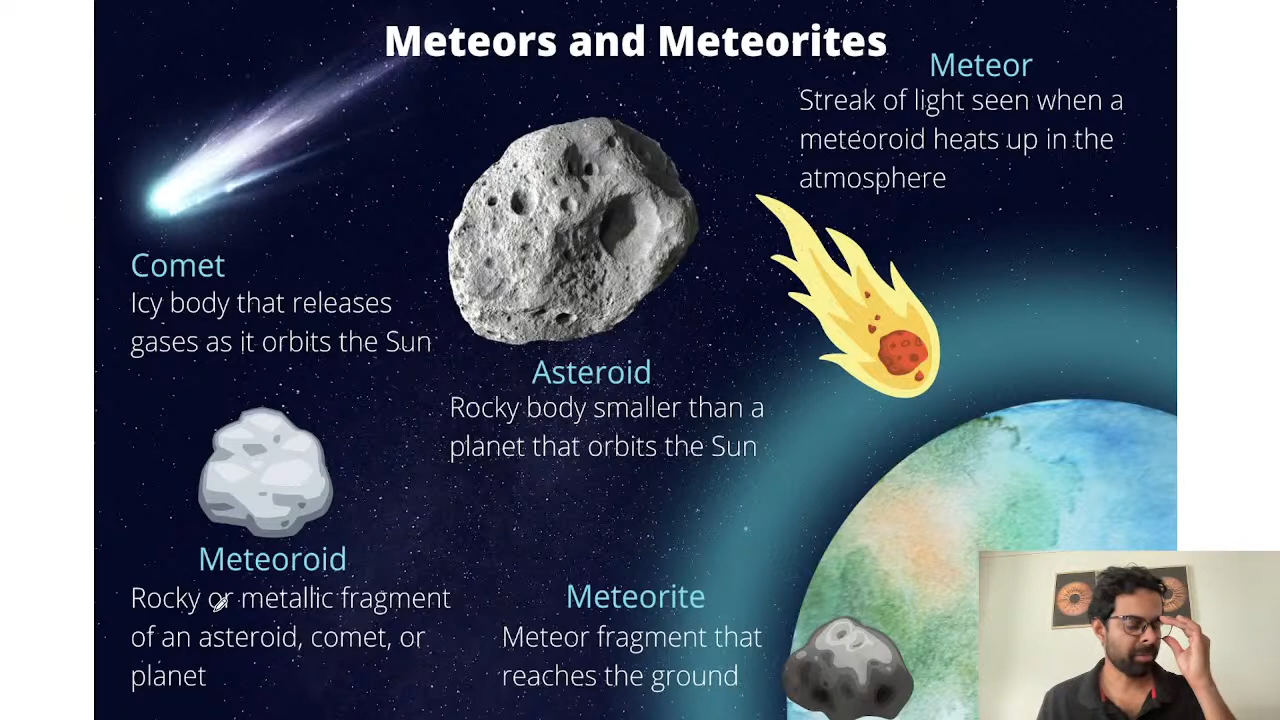 Meteors and Meteorites
Meteor
Streak of light seen when a
meteoroid heats up in the
atmosphere
Comet
Icy body that releases
gases as it orbits the Sun
Asteroid
Rocky body smaller than a
planet that orbits the Sun
Meteoroid
Rocky or metallic fragment
of an asteroid, comet, or
planet
Meteorite
Meteor fragment that
reaches the ground